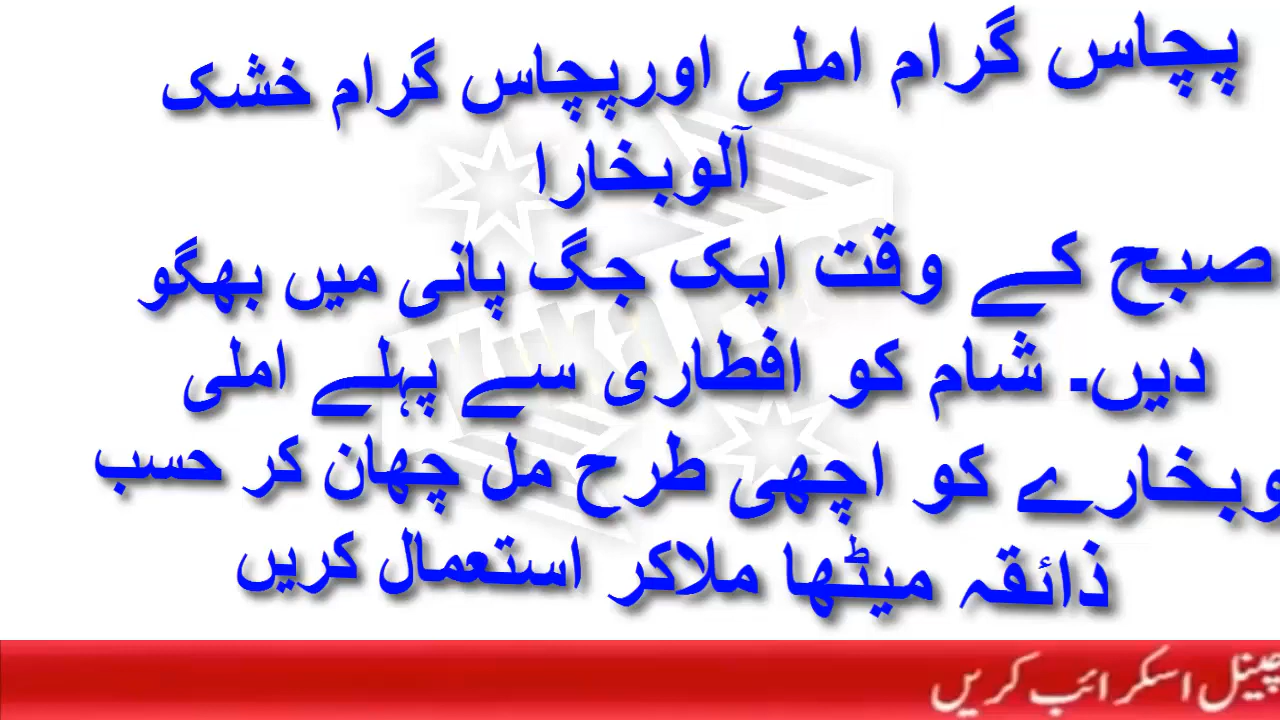 پچاس گرام املی اورپچاس گرام خشک
آلوبخارا
صبح کے وقت ایک جگ پانی میں بھگو
دیں۔ شام کو افطاری سے پہلے املی
وبخارے کو اچھی طرح مل چھان کر حسب
ذائقہ میٹھا ملاکر استعمال کریں
چینل اسکرائب کریں